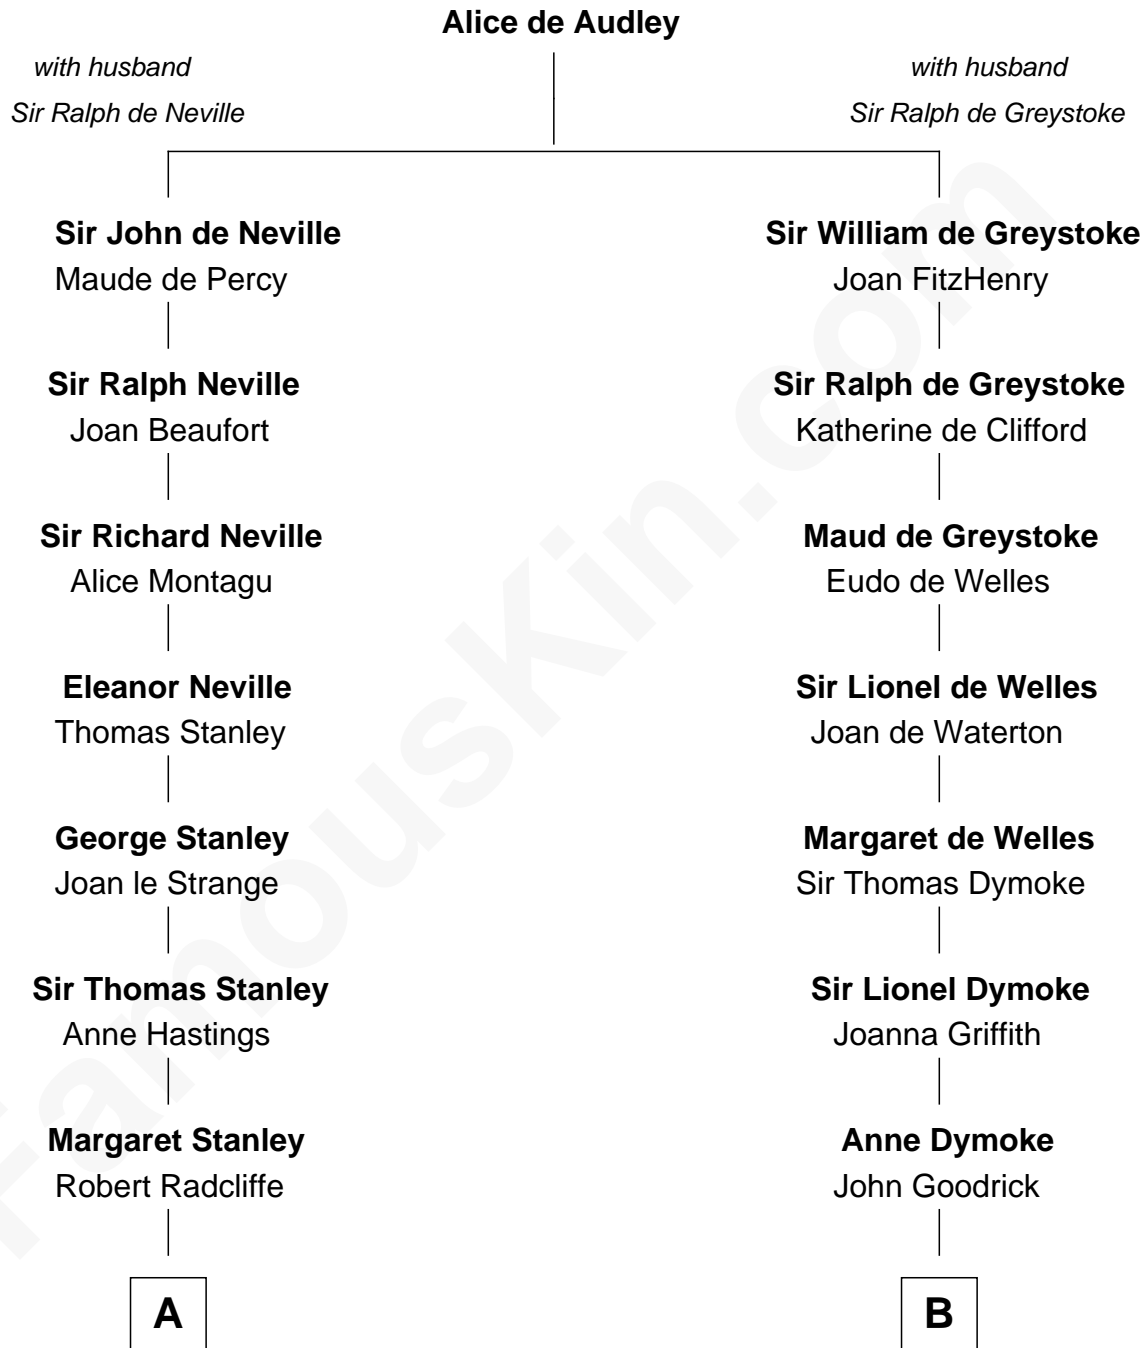 Alice de Audley
with husband
Sir Ralph de Neville
with husband
Sir Ralph de Greystoke
Sir John de Neville
Maude de Percy
Sir William de Greystoke
Joan FitzHenry
Sir Ralph Neville
Joan Beaufort
Sir Ralph de Greystoke
Katherine de Clifford
Sir Richard Neville
Alice Montagu
Maud de Greystoke
Eudo de Welles
Eleanor Neville
Thomas Stanley
Sir Lionel de Welles
Joan de Waterton
George Stanley
Joan le Strange
Margaret de Welles
Sir Thomas Dymoke
Sir Thomas Stanley
Anne Hastings
Sir Lionel Dymoke
Joanna Griffith
Margaret Stanley
Robert Radcliffe
Anne Dymoke
John Goodrick
A
B
FamousKin.com